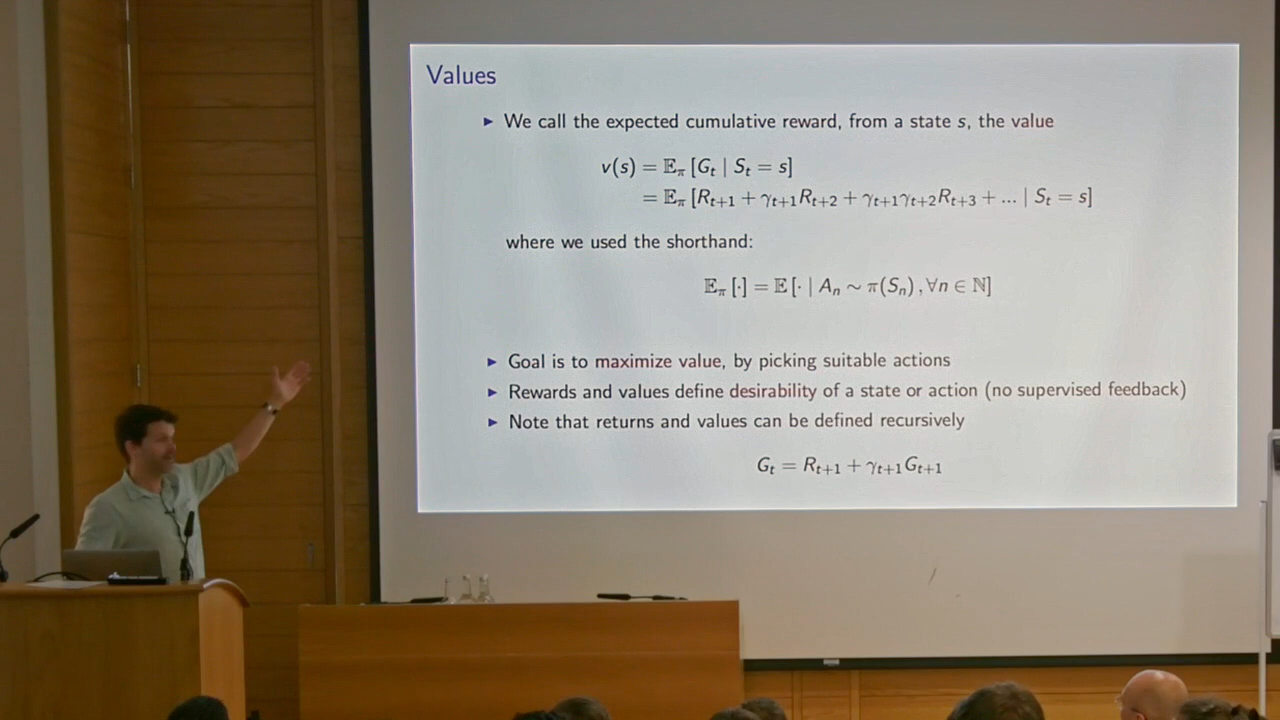 Values
▶ We call the expected cumulative reward, from a state s, the value
v(s) = 𝔼π [Gt | St = s]
= 𝔼π [Rt+1 + γt+1Rt+2 + γt+1γt+2Rt+3 + ... | St = s]
where we used the shorthand:
𝔼π [·] = 𝔼 [· | An ∼ π(Sn) , ∀n ∈ ℕ]
▶ Goal is to maximize value, by picking suitable actions
▶ Rewards and values define desirability of a state or action (no supervised feedback)
▶ Note that returns and values can be defined recursively
Gt = Rt+1 + γt+1Gt+1